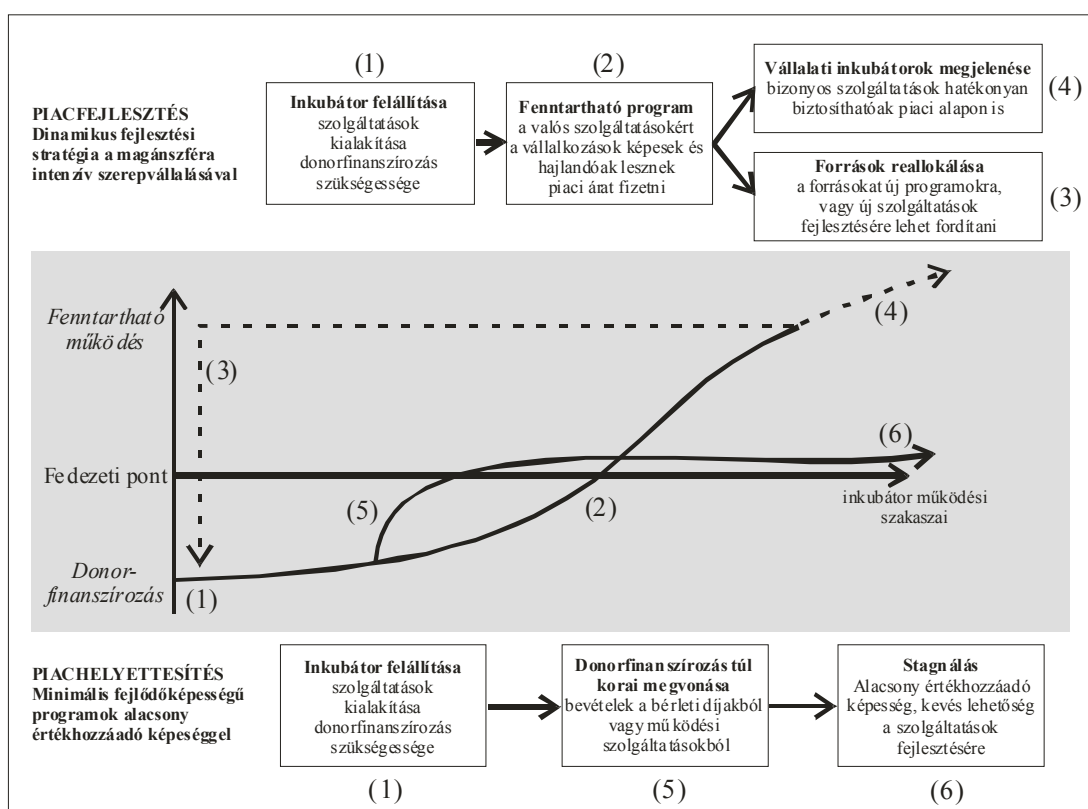 (1)
(2)
PIACFEJLESZTÉS
Dinamikus fejlesztési
stratégia a magánszféra
intenzív szerepvállalásával
Inkubátor felállítása
szolgáltatások
kialakítása
donorfinanszírozás
szükségessége
Fenntartható program
a valós szolgáltatásokért
a vállalkozások képesek és
hajlandóak lesznek
piaci árat fizetni
Vállalati inkubátorok megjelenése
bizonyos szolgáltatások hatékonyan
biztosíthatóak piaci alapon is
(4)
Források reallokálása
a forrásokat új programokra,
vagy új szolgáltatások
fejlesztésére lehet fordítani
(3)
Fenntartható
működés
(3)
(4)
Fedezeti pont
(6)
(5)
(2)
inkubátor működési
szakaszai
Donor-
finanszírozás
(1)
PIACHELYETTESÍTÉS
Minimális fejlődőképességű
programok alacsony
értékhozzáadó képeséggel
Inkubátor felállítása
szolgáltatások
kialakítása
donorfinanszírozás
szükségessége
Donorfinanszírozás túl
korai megvonása
bevételek a bérleti díjakból
vagy működési
szolgáltatásokból
Stagnálás
Alacsony értékhozzáadó
képesség, kevés lehetőség
a szolgáltatások
fejlesztésére
(1)
(5)
(6)